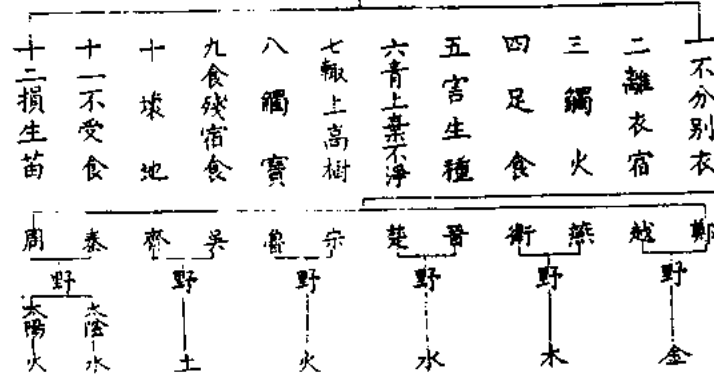 一不分別衣
二離衣宿
三觸火
四足食
五害生種
六青上棄不淨
七輙上高樹
八觸寶
九食殘宿食
十壞地
十一不受食
十二損生苗
鄭
越
燕
衛
晉
楚
宋
魯
吳
齊
秦
周
野
野
野
野
野
野
金
木
水
火
土
太陰
水
太陽
火